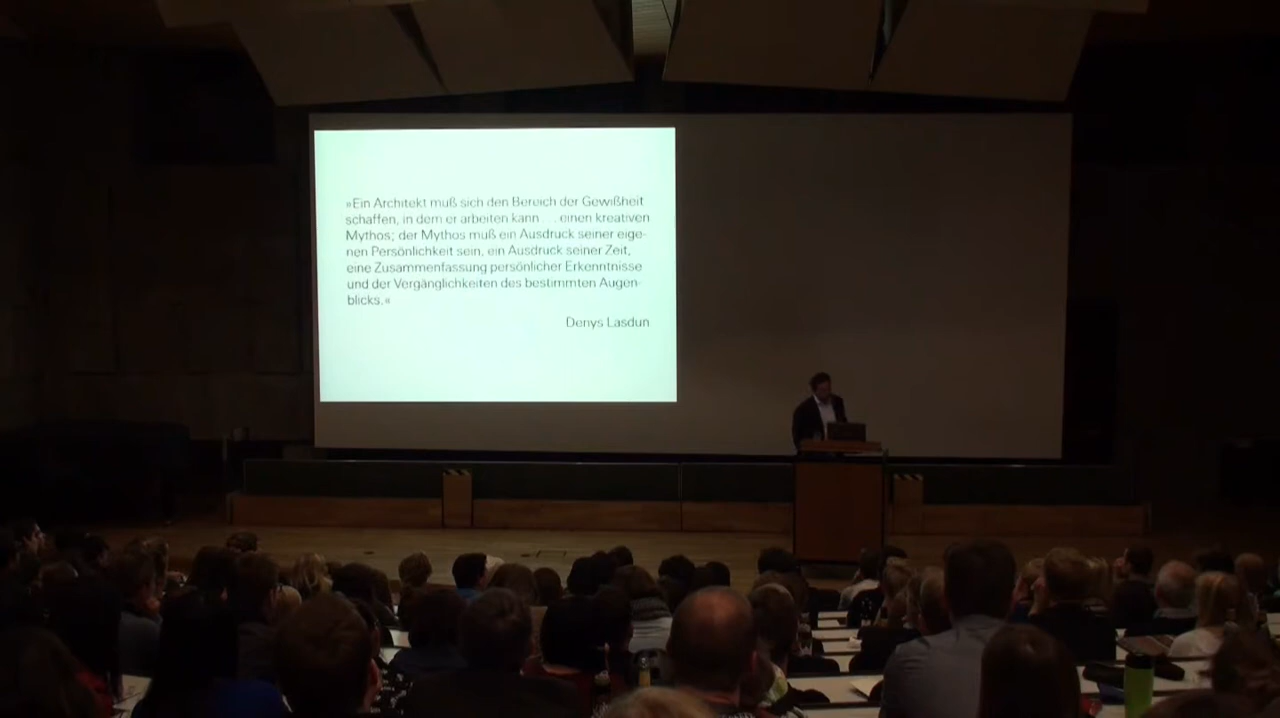 »Ein Architekt muß sich den Bereich der Gewißheit
schaffen, in dem er arbeiten kann . . . einen kreativen
Mythos; der Mythos muß ein Ausdruck seiner eige-
nen Persönlichkeit sein, ein Ausdruck seiner Zeit,
eine Zusammenfassung persönlicher Erkenntnisse
und der Vergänglichkeiten des bestimmten Augen-
blicks.«
Denys Lasdun